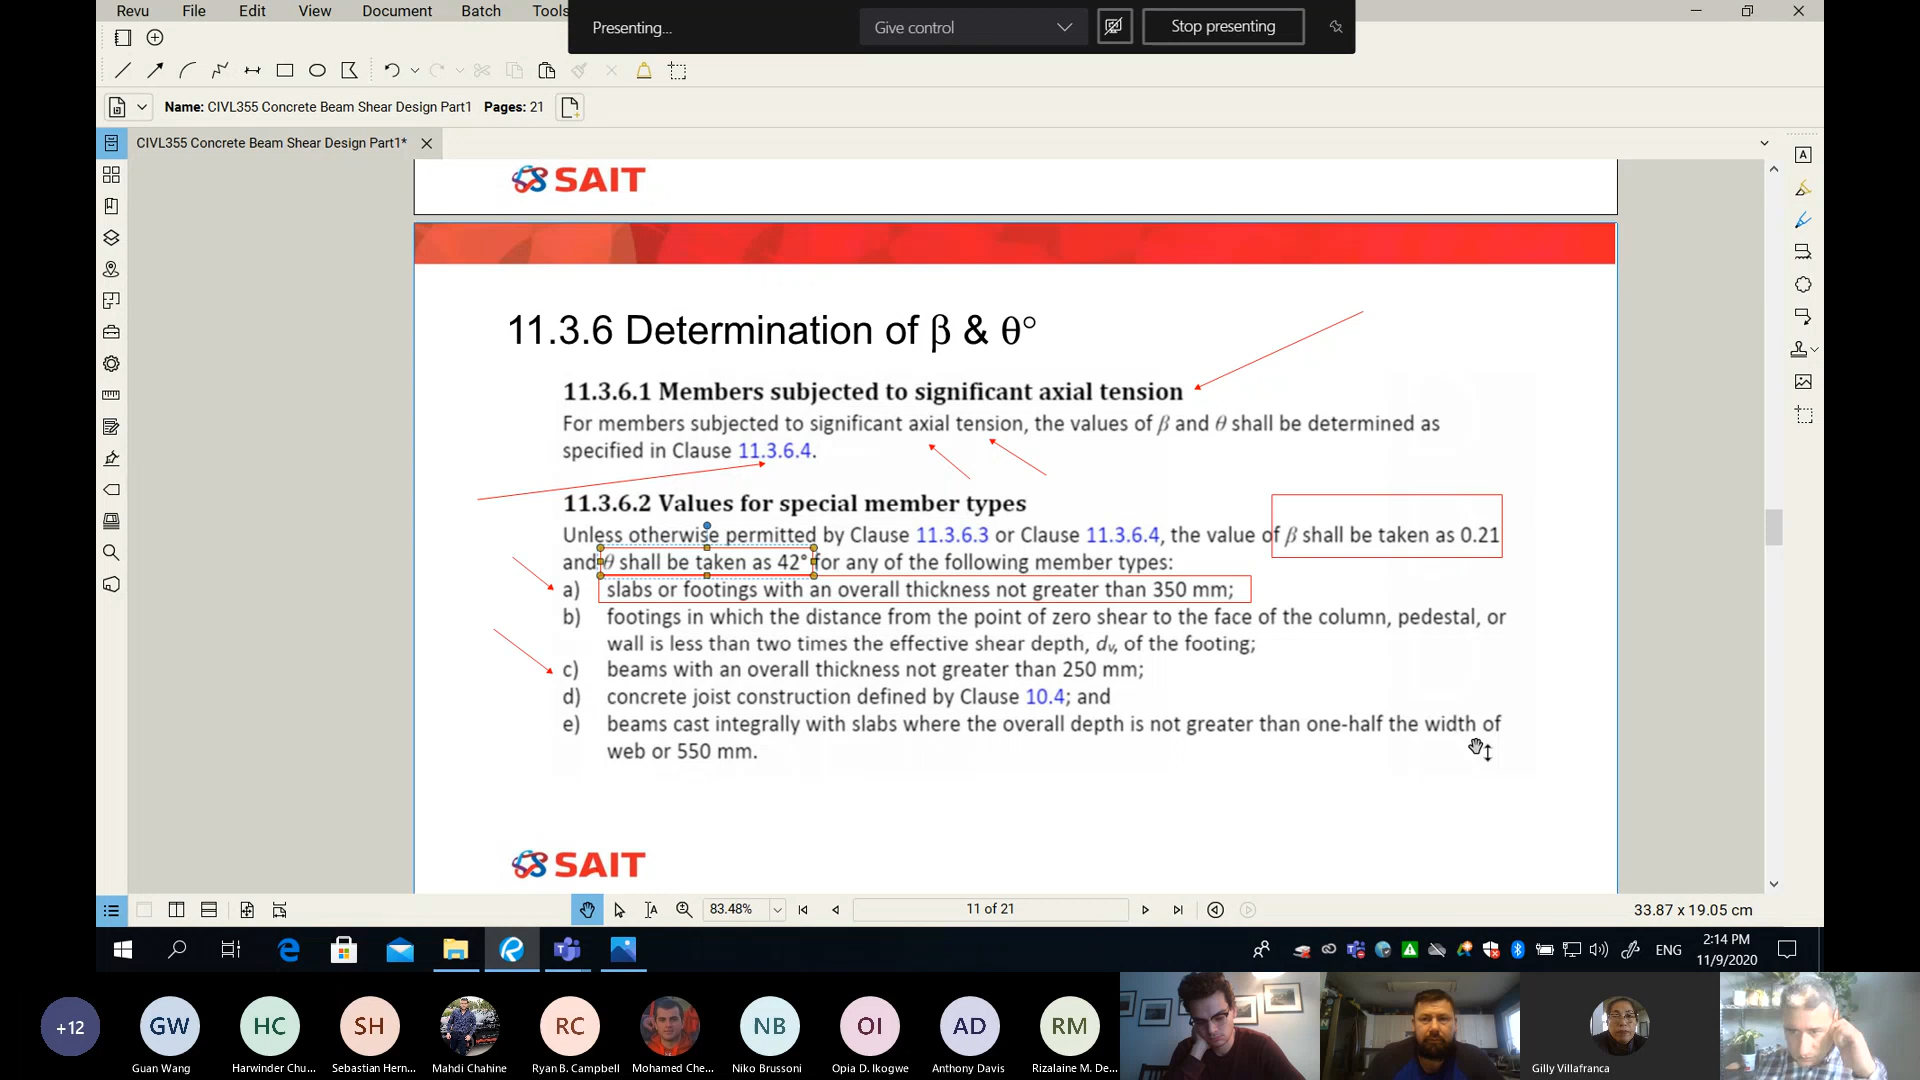 Revu File Edit View Document Batch Tools
Presenting...
Give control
Stop presenting
Name: CIVL355 Concrete Beam Shear Design Part1 Pages: 21
CIVL355 Concrete Beam Shear Design Part1*
SAIT
11.3.6 Determination of β & θ°
11.3.6.1 Members subjected to significant axial tension
For members subjected to significant axial tension, the values of β and θ shall be determined as
specified in Clause 11.3.6.4.
11.3.6.2 Values for special member types
Unless otherwise permitted by Clause 11.3.6.3 or Clause 11.3.6.4, the value of β shall be taken as 0.21
and θ shall be taken as 42° for any of the following member types:
a) slabs or footings with an overall thickness not greater than 350 mm;
b) footings in which the distance from the point of zero shear to the face of the column, pedestal, or
wall is less than two times the effective shear depth, dv, of the footing;
c) beams with an overall thickness not greater than 250 mm;
d) concrete joist construction defined by Clause 10.4; and
e) beams cast integrally with slabs where the overall depth is not greater than one-half the width of
web or 550 mm.
SAIT
83.48%
11 of 21
33.87 x 19.05 cm
ENG
2:14 PM
11/9/2020
+12
GW
HC
SH
RC
NB
OI
AD
RM
Guan Wang
Harwinder Chu...
Sebastian Hern...
Mahdi Chahine
Ryan B. Campbell
Mohamed Che...
Niko Brussoni
Opia D. Ikogwe
Anthony Davis
Rizalaine M. De...
Gilly Villafranca